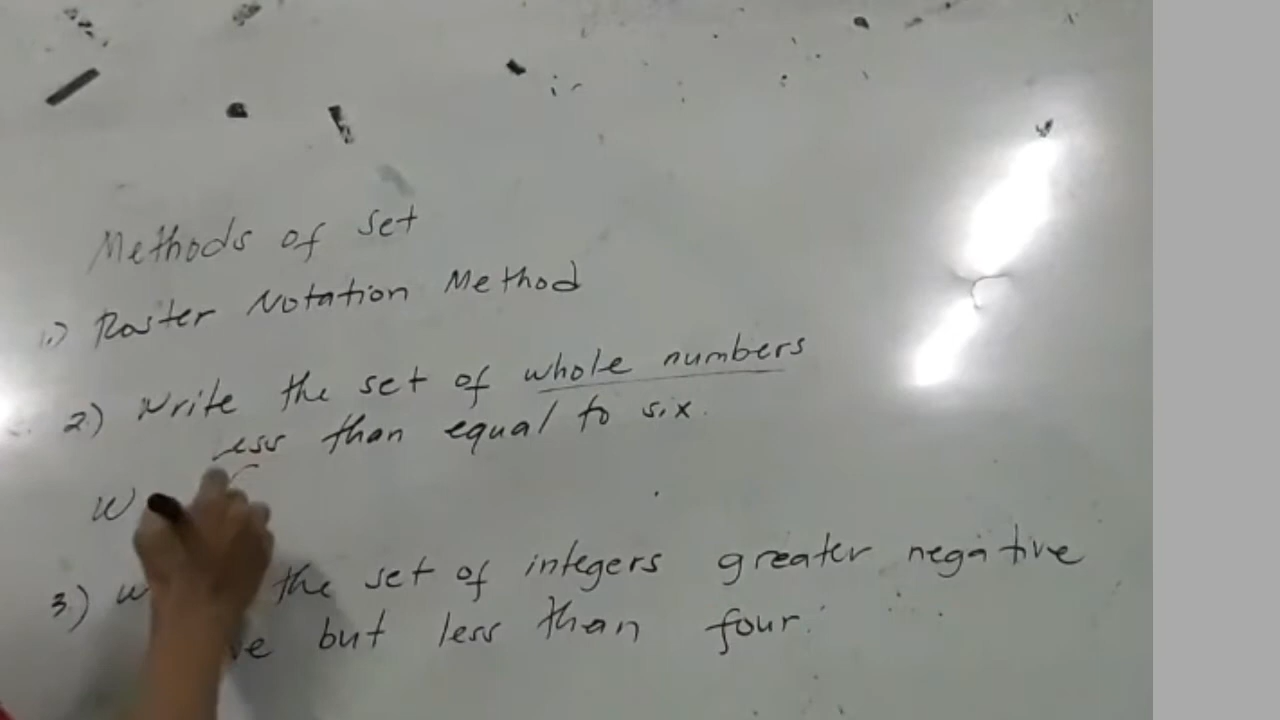 Methods of set
1.) Roster Notation Method
2.) Write the set of whole numbers
less than equal to six.
W
3.) the set of integers greater negative
but less than four.